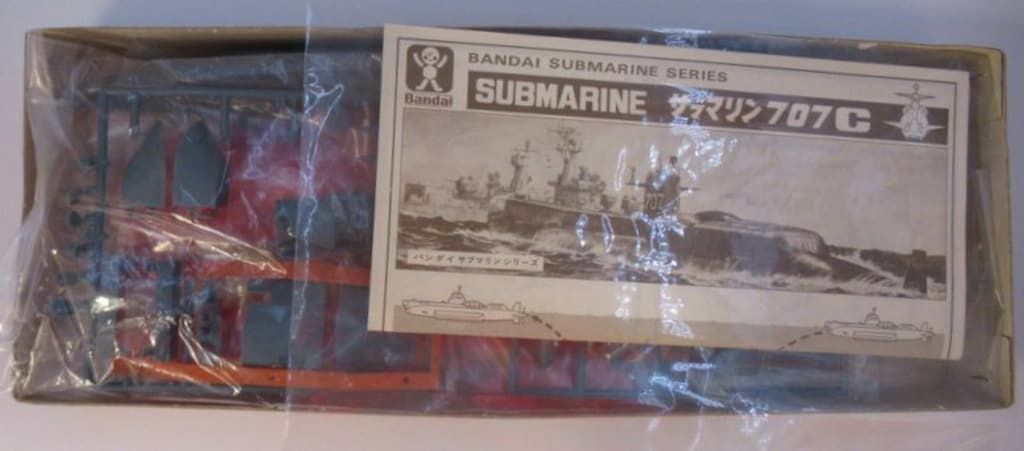 BANDAI SUBMARINE SERIES
Bandai
SUBMARINE サブマリン707C
707
バンダイサブマリンシリーズ